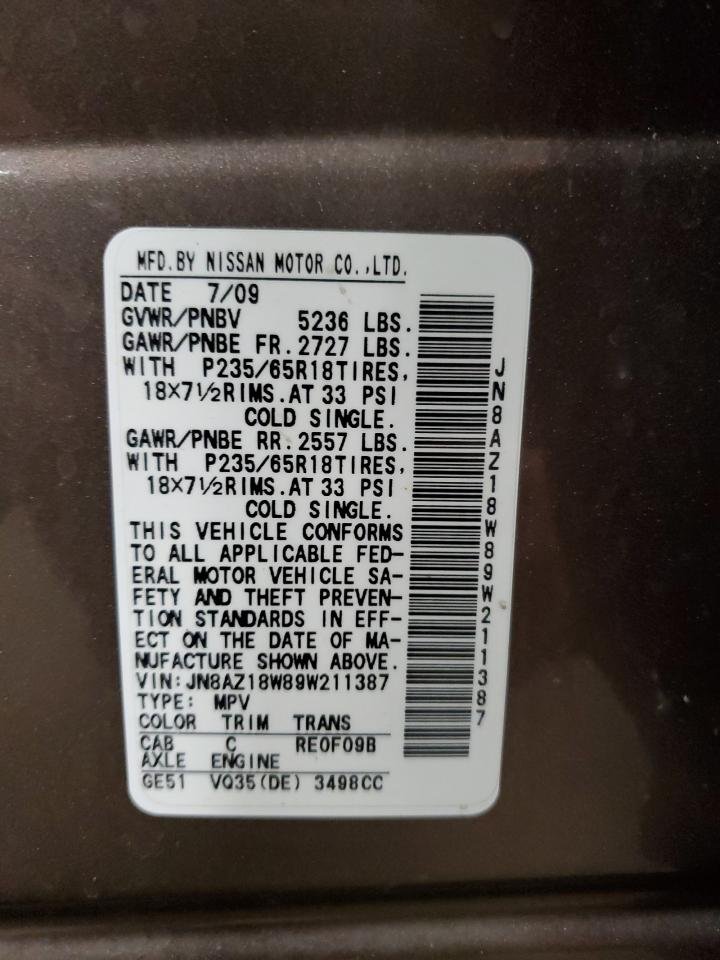 MFD.BY NISSAN MOTOR CO.,LTD.
DATE 7/09
GVWR/PNBV 5236 LBS.
GAWR/PNBE FR.2727 LBS.
WITH P235/65R18TIRES,
18X7½RIMS.AT 33 PSI
COLD SINGLE.
GAWR/PNBE RR.2557 LBS.
WITH P235/65R18TIRES,
18X7½RIMS.AT 33 PSI
COLD SINGLE.
THIS VEHICLE CONFORMS
TO ALL APPLICABLE FED-
ERAL MOTOR VEHICLE SA-
FETY AND THEFT PREVEN-
TION STANDARDS IN EFF-
ECT ON THE DATE OF MA-
NUFACTURE SHOWN ABOVE.
VIN:JN8AZ18W89W211387
TYPE: MPV
COLOR TRIM TRANS
CAB C RE0F09B
AXLE ENGINE
GE51 VQ35(DE) 3498CC
JN8AZ18W89W211387